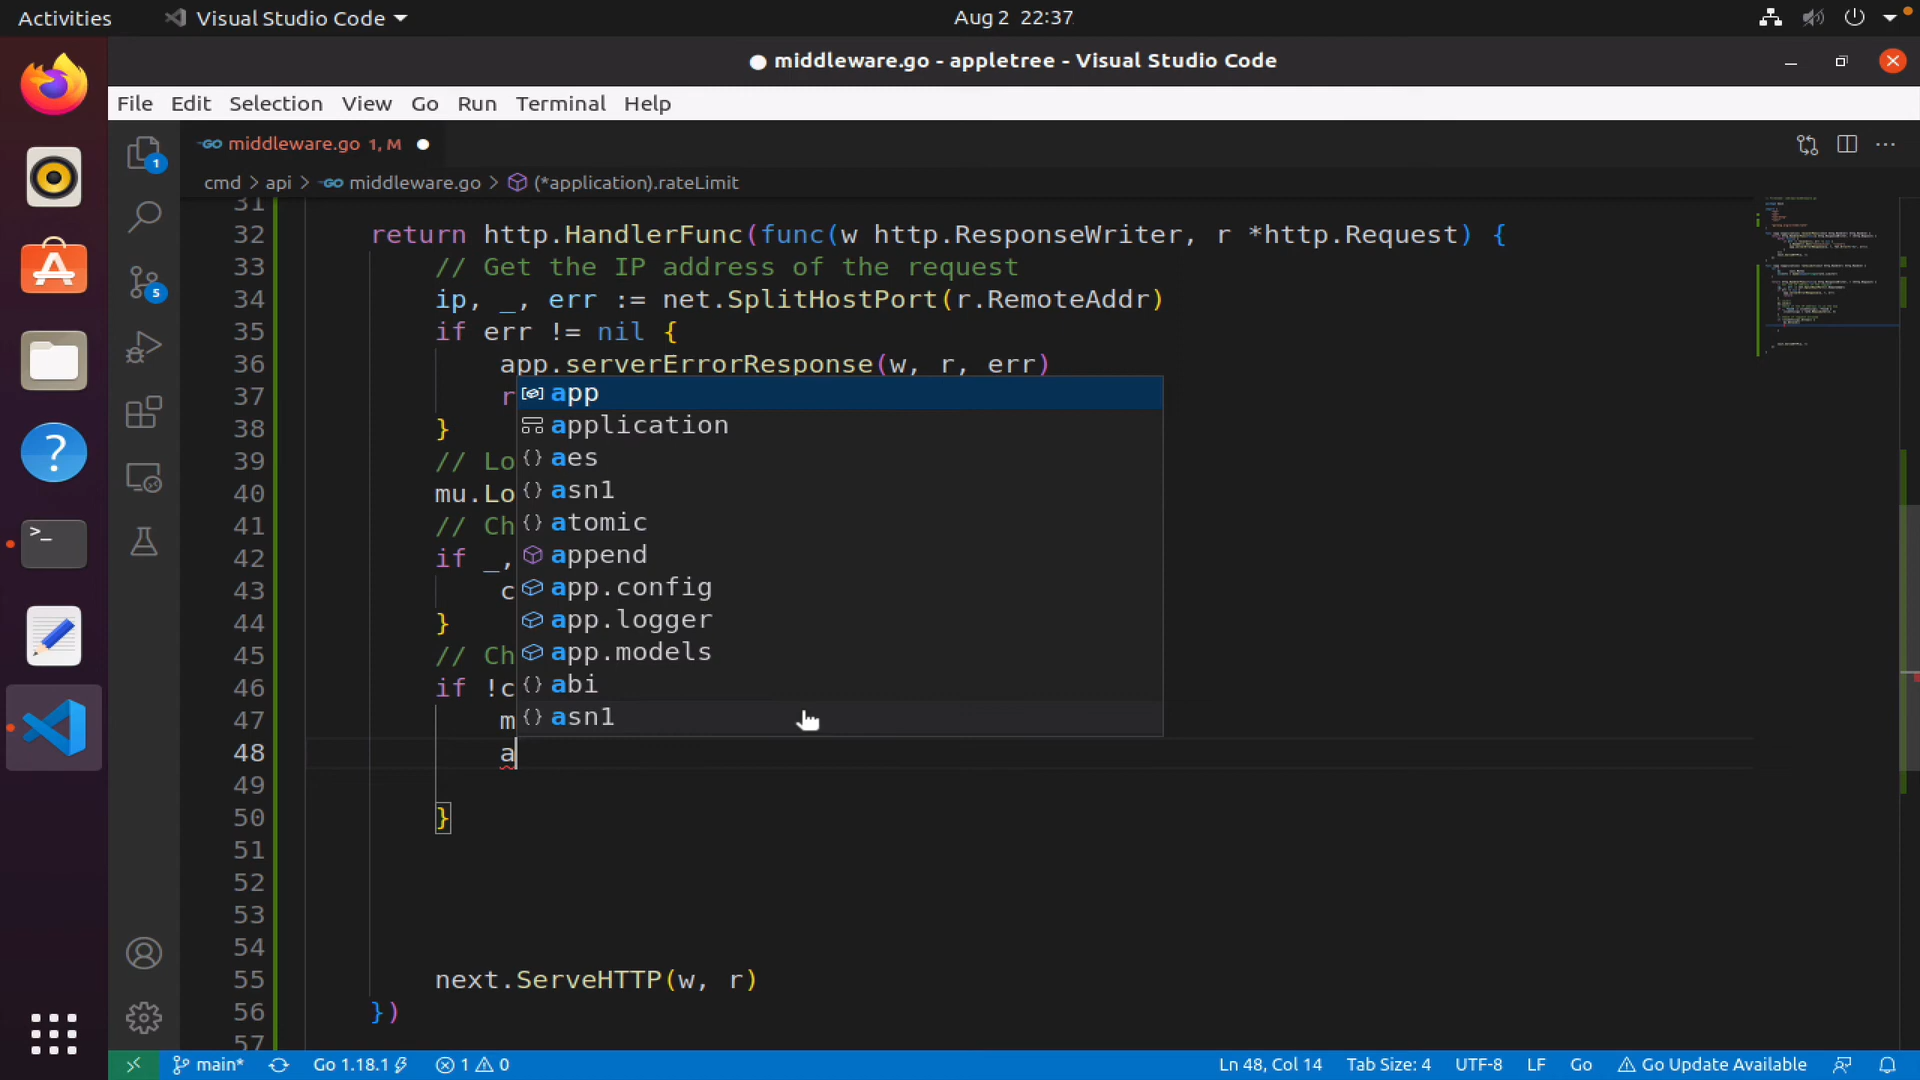 Activities
Visual Studio Code
Aug 2 22:37
● middleware.go - appletree - Visual Studio Code
File Edit Selection View Go Run Terminal Help
middleware.go 1, M
cmd > api > middleware.go > (*application).rateLimit
31
32 return http.HandlerFunc(func(w http.ResponseWriter, r *http.Request) {
33 // Get the IP address of the request
34 ip, _, err := net.SplitHostPort(r.RemoteAddr)
35 if err != nil {
36 app.serverErrorResponse(w, r, err)
37 r
38 }
39 // Lo
40 mu.Lo
41 // Ch
42 if _,
43 c
44 }
45 // Ch
46 if !c
47 m
48 a
49
50 }
51
52
53
54
55 next.ServeHTTP(w, r)
56 })
57
app
application
aes
asn1
atomic
append
app.config
app.logger
app.models
abi
asn1
1
5
main*
Go 1.18.1
1 0
Ln 48, Col 14
Tab Size: 4
UTF-8
LF
Go
Go Update Available